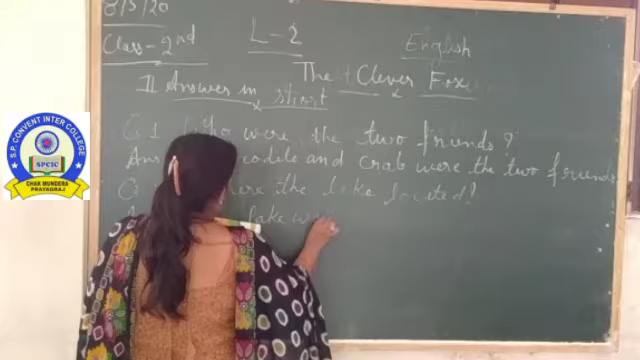 8/5/20
Class-2nd
L-2
English
The Clever Fox
II Answer in short
Q 1 Who were the two friends?
Ans and Crab were the two friends
Q the lake located?
lake
S.P. CONVENT INTER COLLEGE
SPCIC
CHAK MUNDERA
PRAYAGRAJ